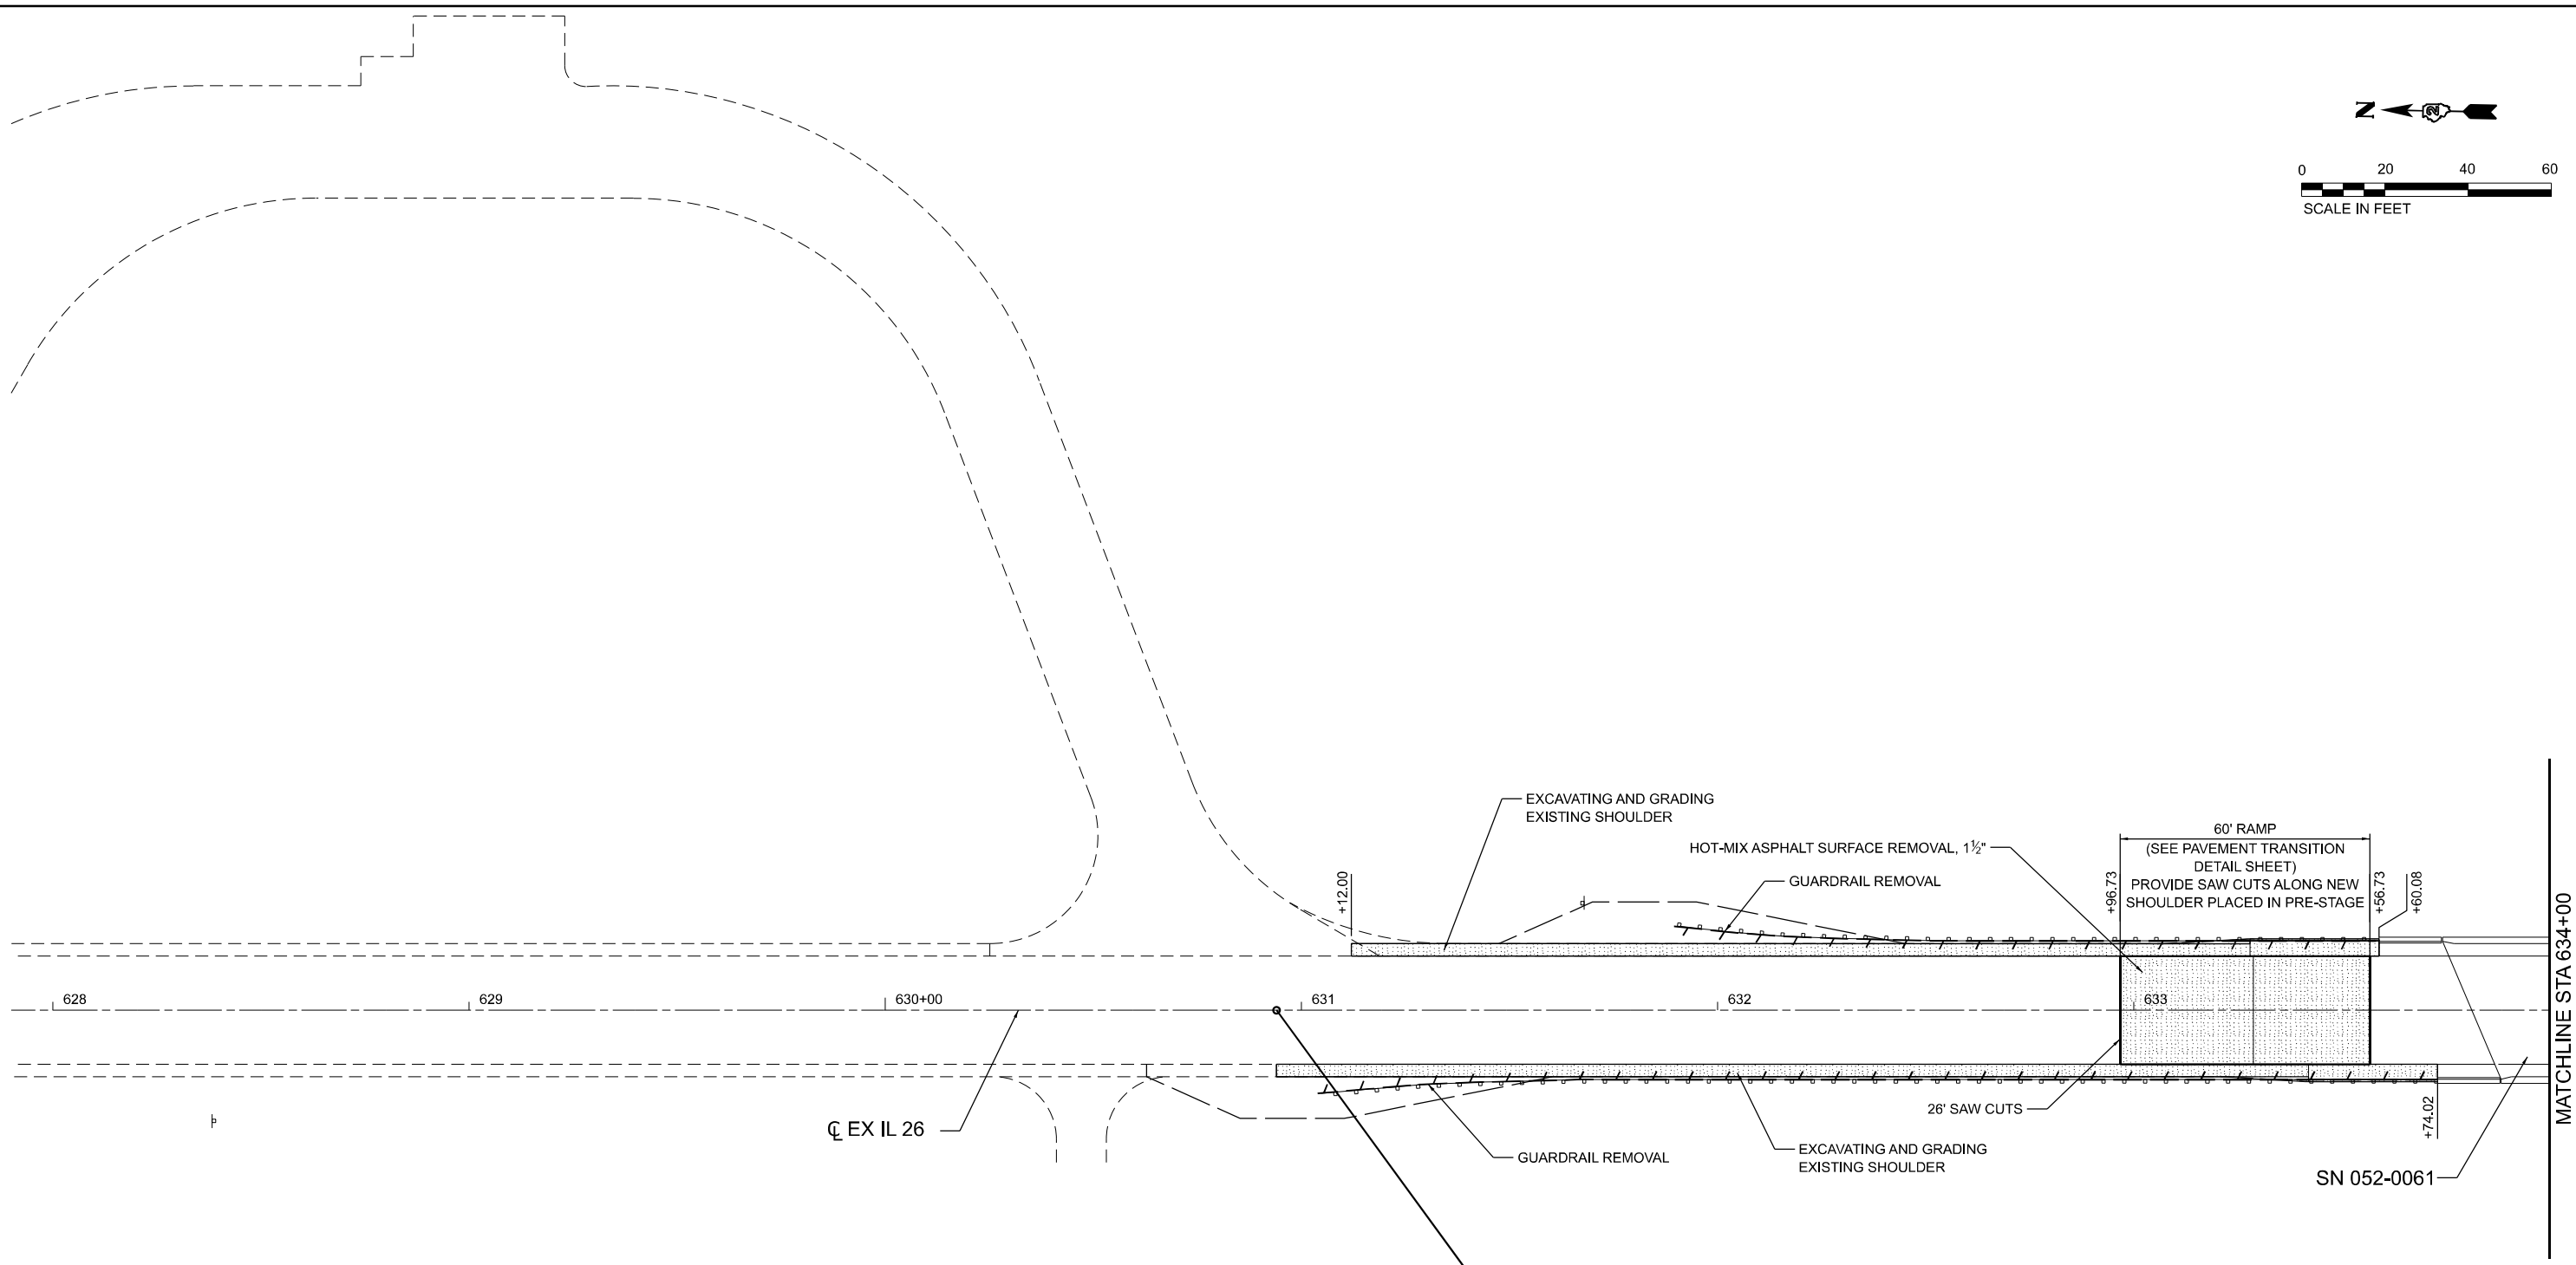 N
2
0 20 40 60
SCALE IN FEET
EXCAVATING AND GRADING
EXISTING SHOULDER
HOT-MIX ASPHALT SURFACE REMOVAL, 1½"
GUARDRAIL REMOVAL
60' RAMP
(SEE PAVEMENT TRANSITION
DETAIL SHEET)
PROVIDE SAW CUTS ALONG NEW
SHOULDER PLACED IN PRE-STAGE
+12.00
+96.73
+56.73
+60.08
628 629 630+00 631 632 633
MATCHLINE STA 634+00
℄ EX IL 26
26' SAW CUTS
+74.02
GUARDRAIL REMOVAL
EXCAVATING AND GRADING
EXISTING SHOULDER
SN 052-0061